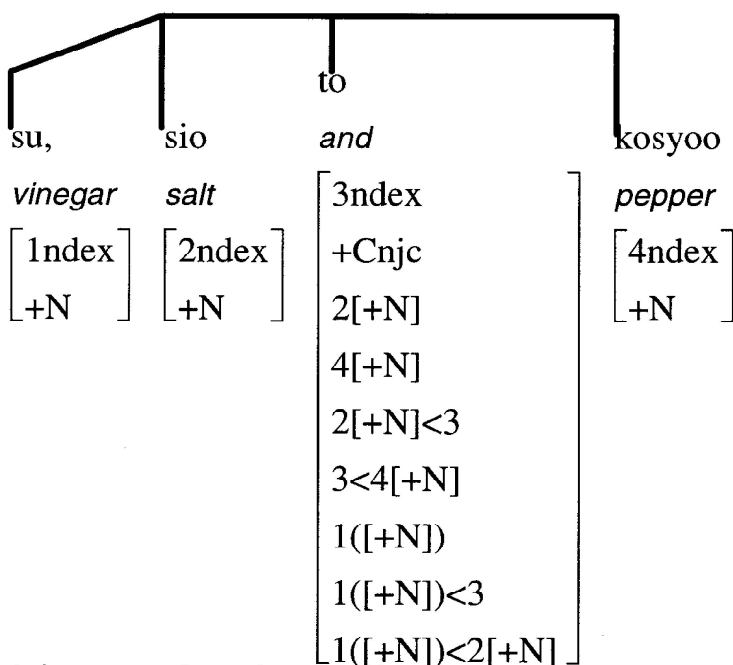 to
su, sio and kosyoo
vinegar salt 3ndex pepper
1ndex 2ndex +Cnjc 4ndex
+N +N 2[+N] +N
4[+N]
2[+N]<3
3<4[+N]
1([+N])
1([+N])<3
1([+N])<2[+N]